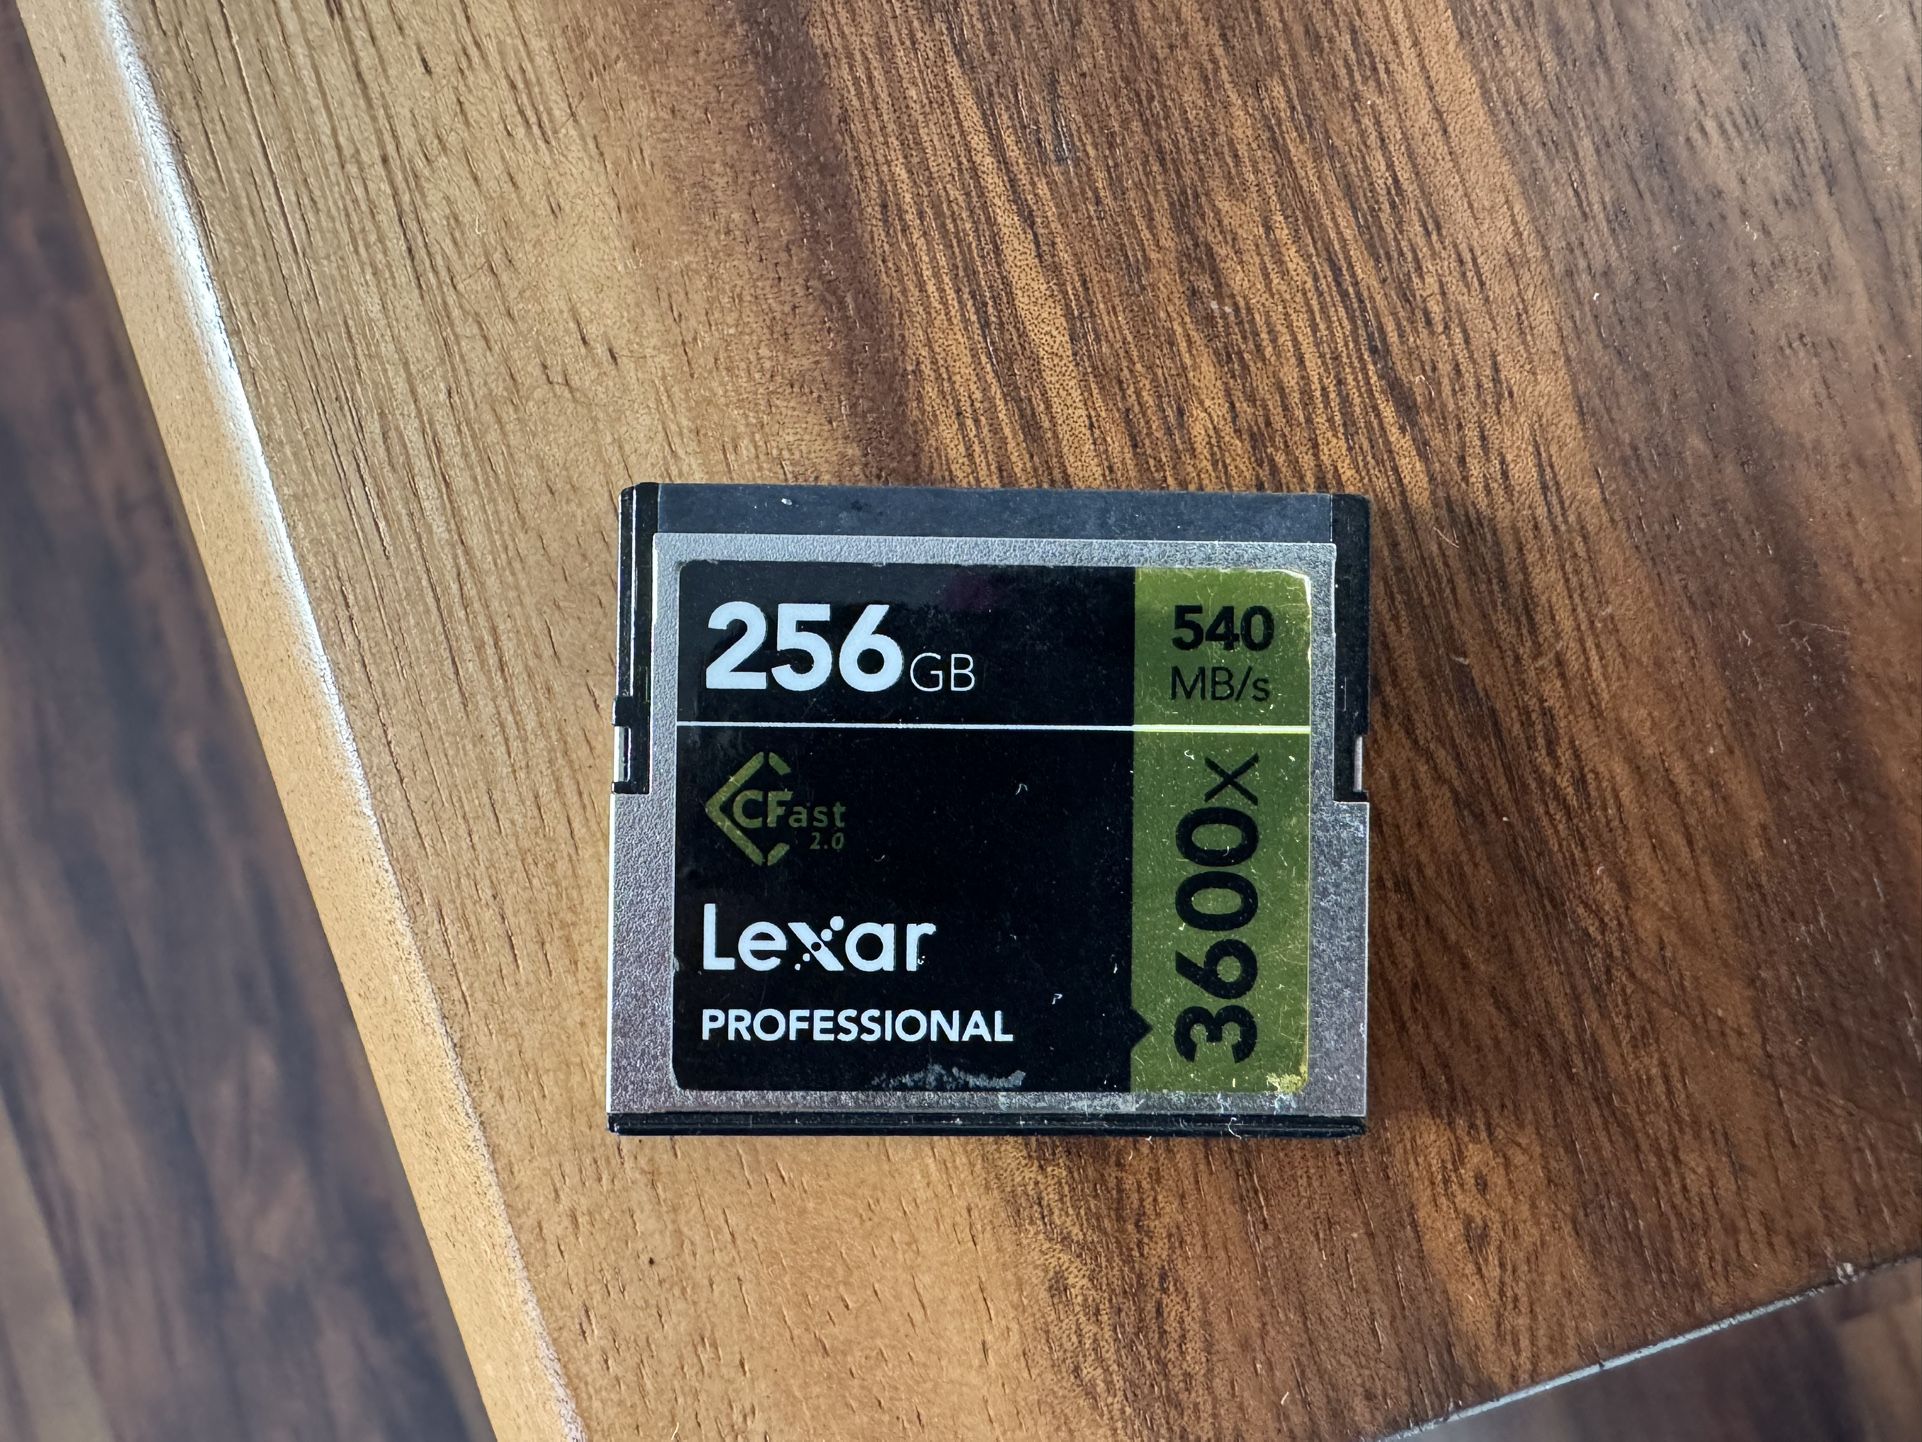 256GB
540
MB/s
CFast
2.0
3600x
Lexar
PROFESSIONAL